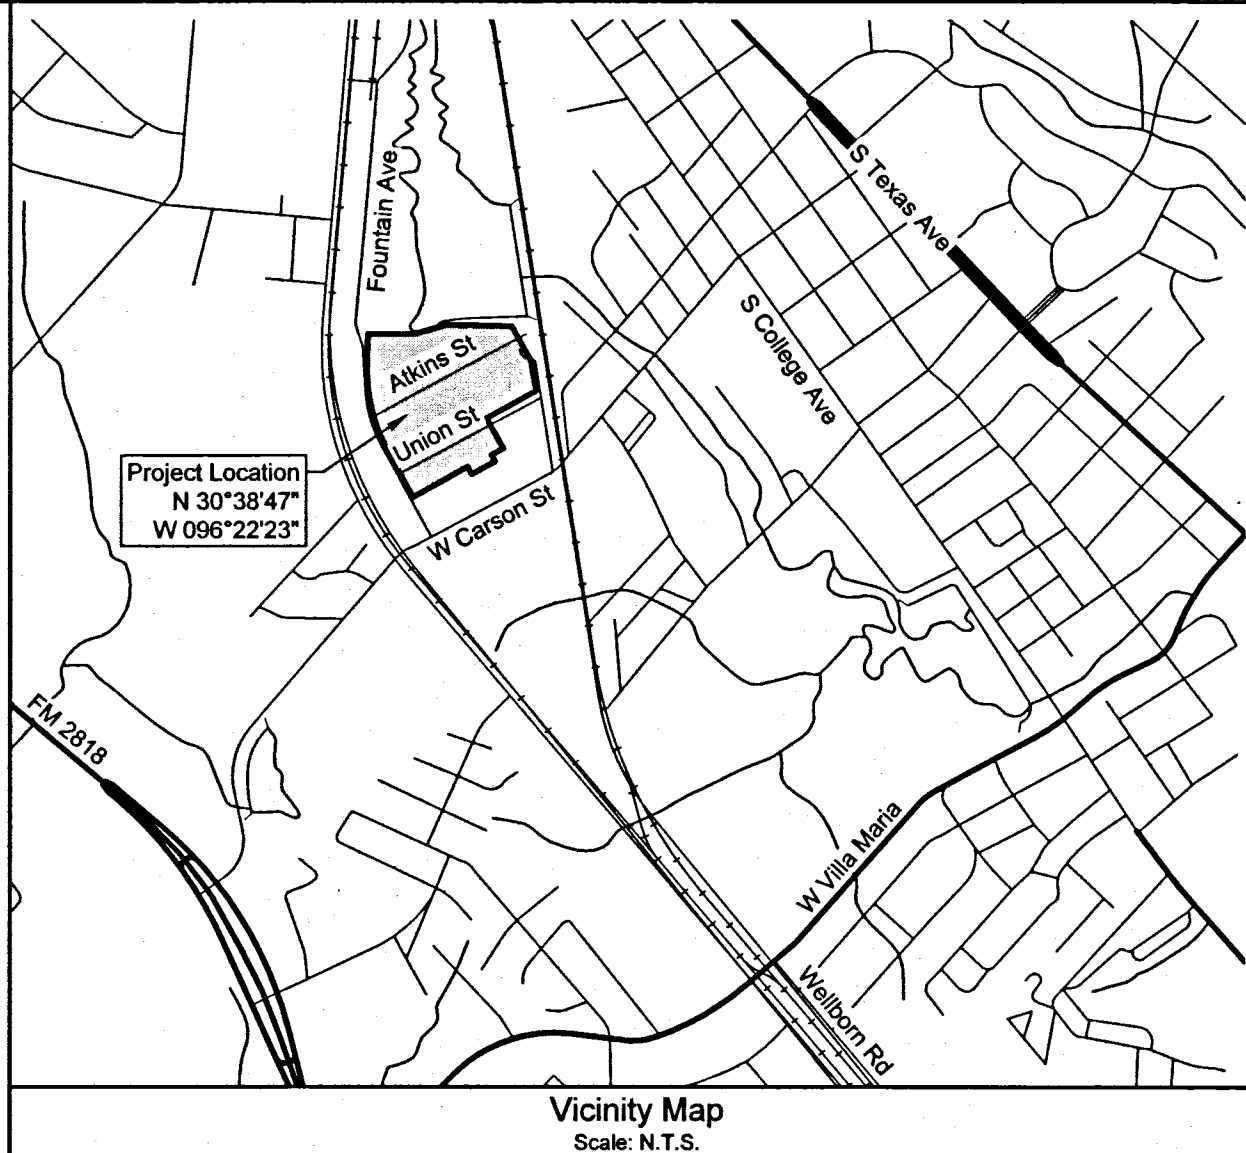 Fountain Ave
S Texas Ave
S College Ave
Atkins St
Union St
Project Location
N 30°38'47"
W 096°22'23"
W Carson St
FM 2818
W Villa Maria
Wellborn Rd
Vicinity Map
Scale: N.T.S.